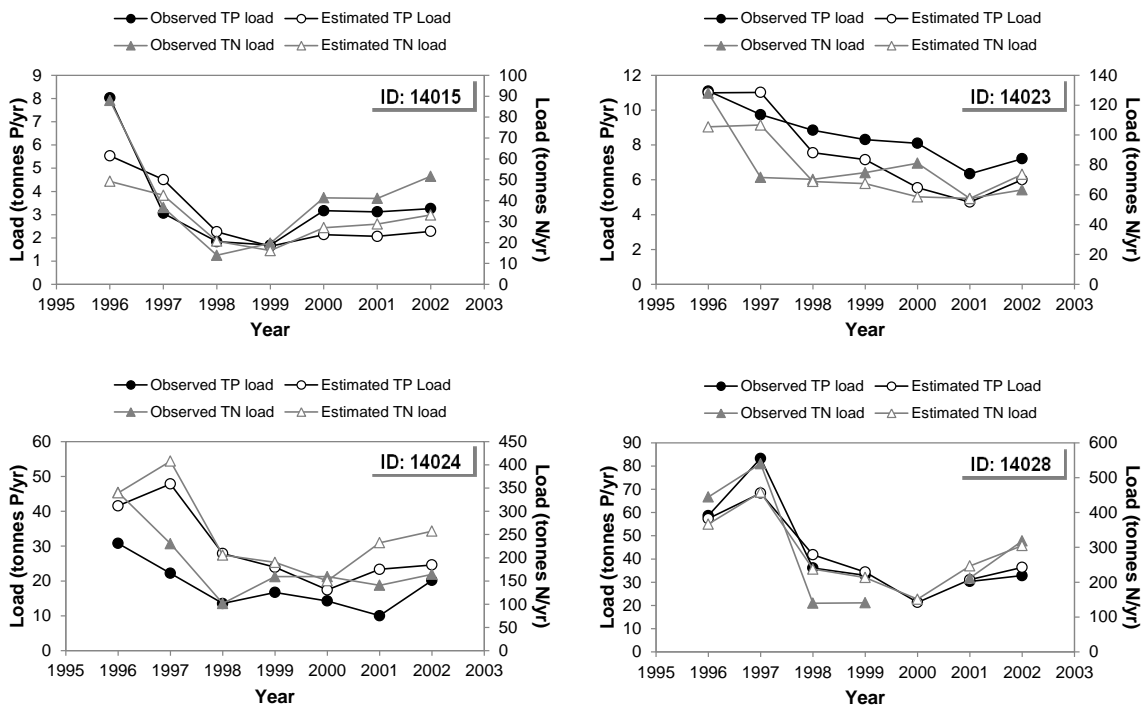 Observed TP load Estimated TP Load
Observed TN load Estimated TN load
ID: 14015
Load (tonnes P/yr)
9
8
7
6
5
4
3
2
1
0
100
90
80
70
60
50
40
30
20
10
0
Load (tonnes N/yr)
1995 1996 1997 1998 1999 2000 2001 2002 2003
Year
Observed TP load Estimated TP Load
Observed TN load Estimated TN load
ID: 14023
Load (tonnes P/yr)
12
10
8
6
4
2
0
140
120
100
80
60
40
20
0
Load (tonnes N/yr)
1995 1996 1997 1998 1999 2000 2001 2002 2003
Year
Observed TP load Estimated TP Load
Observed TN load Estimated TN load
ID: 14024
Load (tonnes P/yr)
60
50
40
30
20
10
0
450
400
350
300
250
200
150
100
50
0
Load (tonnes N/yr)
1995 1996 1997 1998 1999 2000 2001 2002 2003
Year
Observed TP load Estimated TP Load
Observed TN load Estimated TN load
ID: 14028
Load (tonnes P/yr)
90
80
70
60
50
40
30
20
10
0
600
500
400
300
200
100
0
Load (tonnes N/yr)
1995 1996 1997 1998 1999 2000 2001 2002 2003
Year